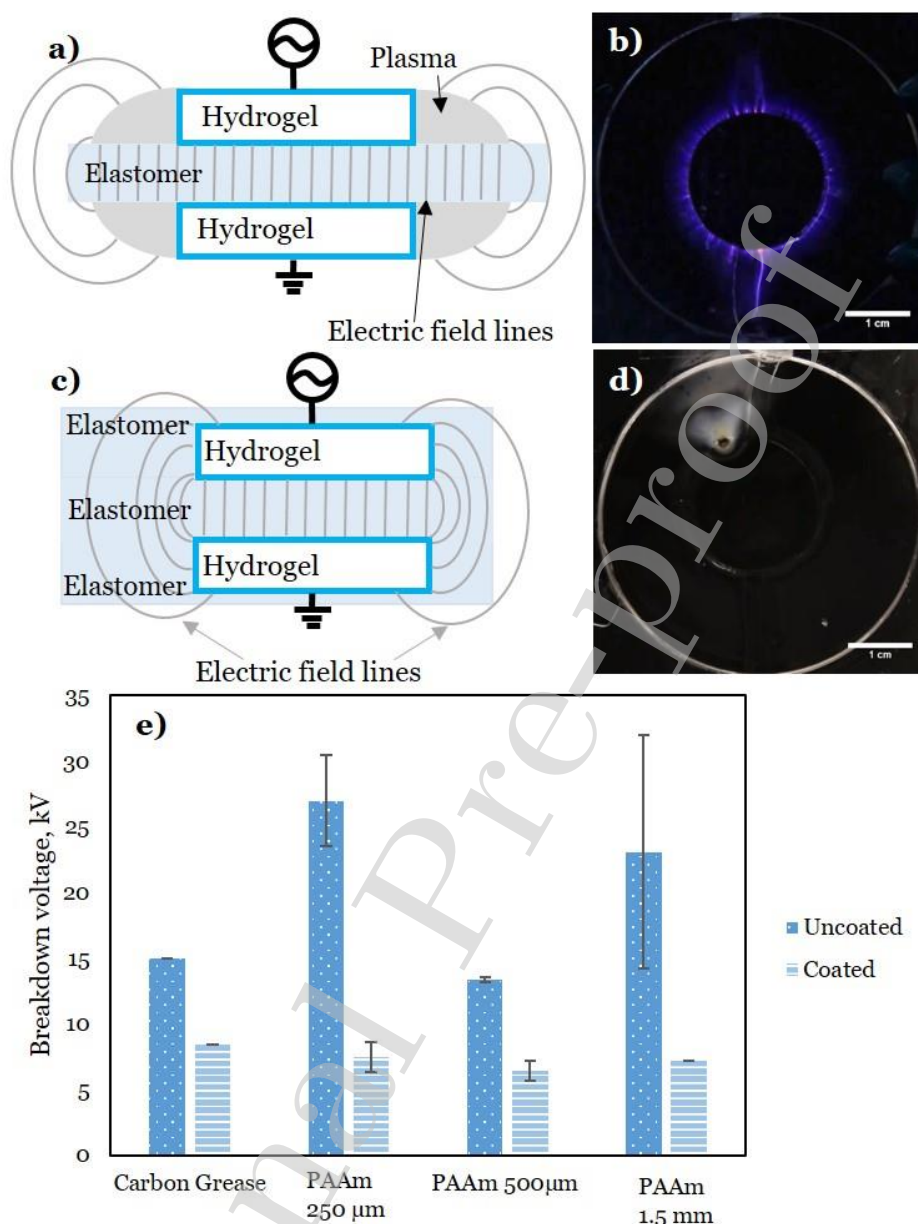 a)
Plasma
Hydrogel
Elastomer
Hydrogel
Electric field lines
b)
1 cm
c)
Elastomer
Hydrogel
Elastomer
Hydrogel
Elastomer
Electric field lines
d)
1 cm
e)
Breakdown voltage, kV
35
30
25
20
15
10
5
0
Carbon Grease
PAAm
250 µm
PAAm 500µm
PAAm
1.5 mm
Uncoated
Coated
nal Pre-proof